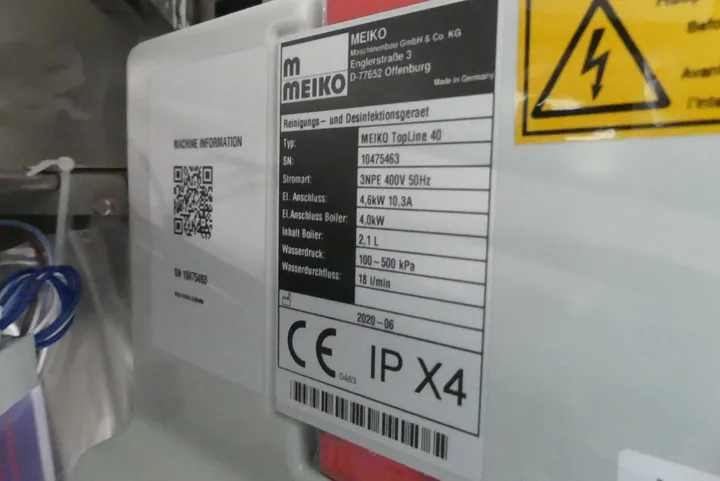 MEIKO
Maschinenbau GmbH & Co. KG
Englerstraße 3
D-77652 Offenburg
Made in Germany
m
MEIKO
Reinigungs- und Desinfektionsgeraet
Typ: MEIKO TopLine 40
SN: 10475463
Stromart: 3NPE 400V 50Hz
El. Anschluss: 4,6kW 10,3A
El.Anschluss Boiler: 4,0kW
Inhalt Boiler: 2,1 L
Wasserdruck: 100-500 kPa
Wasserdurchfluss: 18 l/min
2020-06
CE 0483 IP X4
MACHINE INFORMATION
SN 10475463
Avant